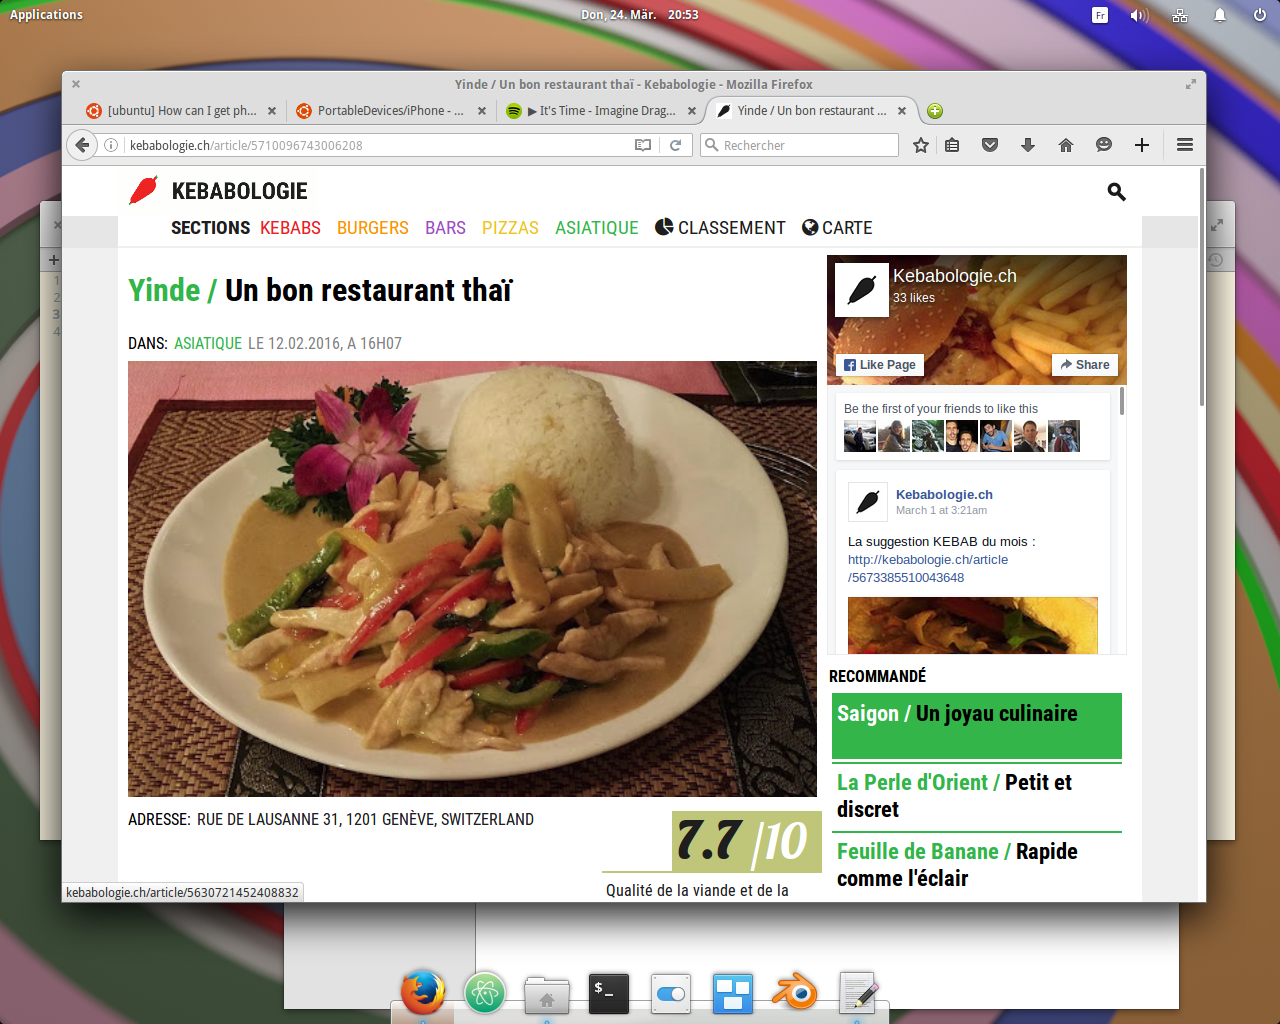 Applications
Don, 24. Mär. 20:53
Fr
Yinde / Un bon restaurant thaï - Kebabologie - Mozilla Firefox
[ubuntu] How can I get ph...
PortableDevices/iPhone - ...
▶ It's Time - Imagine Drag...
Yinde / Un bon restaurant ...
kebabologie.ch/article/5710096743006208
Rechercher
KEBABOLOGIE
SECTIONS KEBABS BURGERS BARS PIZZAS ASIATIQUE CLASSEMENT CARTE
1
2
3
4
Yinde / Un bon restaurant thaï
DANS: ASIATIQUE LE 12.02.2016, A 16H07
ADRESSE: RUE DE LAUSANNE 31, 1201 GENÈVE, SWITZERLAND
7.7 /10
Qualité de la viande et de la
Kebabologie.ch
33 likes
Like Page
Share
Be the first of your friends to like this
Kebabologie.ch
March 1 at 3:21am
La suggestion KEBAB du mois :
http://kebabologie.ch/article
/5673385510043648
RECOMMANDÉ
Saigon / Un joyau culinaire
La Perle d'Orient / Petit et
discret
Feuille de Banane / Rapide
comme l'éclair
kebabologie.ch/article/5630721452408832
$_